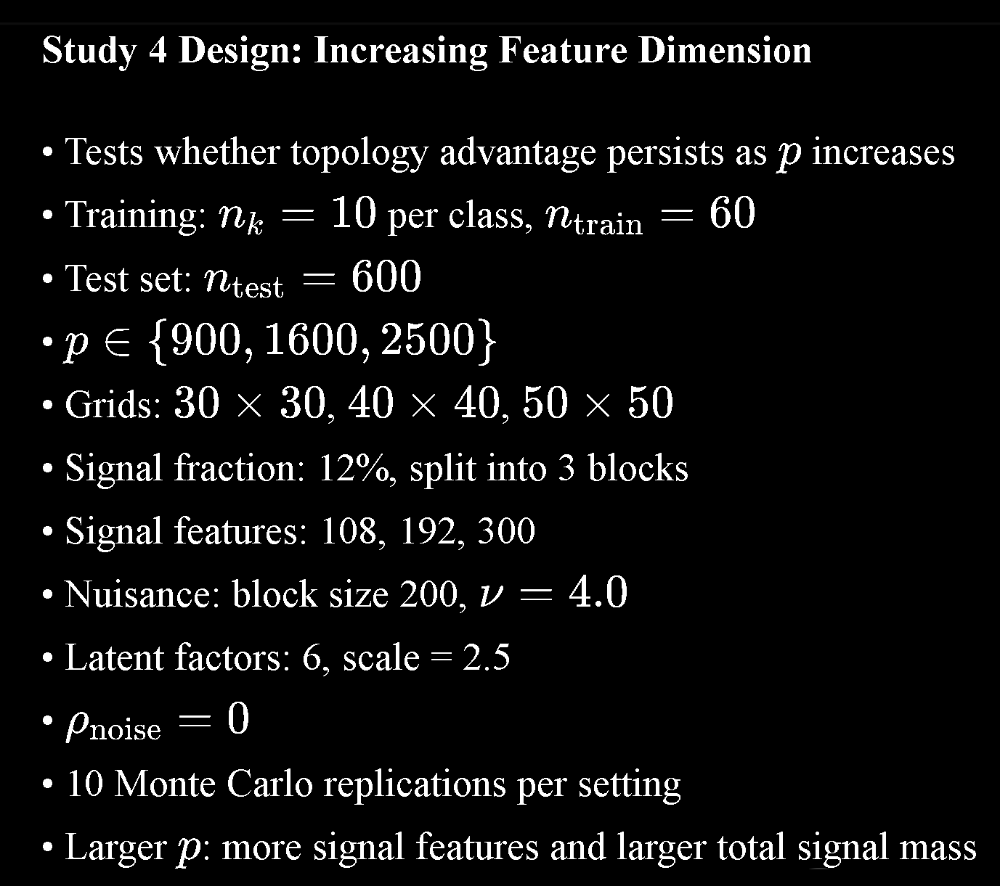 Study 4 Design: Increasing Feature Dimension
• Tests whether topology advantage persists as p increases
• Training: n_k = 10 per class, n_train = 60
• Test set: n_test = 600
• p ∈ {900, 1600, 2500}
• Grids: 30 × 30, 40 × 40, 50 × 50
• Signal fraction: 12%, split into 3 blocks
• Signal features: 108, 192, 300
• Nuisance: block size 200, ν = 4.0
• Latent factors: 6, scale = 2.5
• ρ_noise = 0
• 10 Monte Carlo replications per setting
• Larger p: more signal features and larger total signal mass